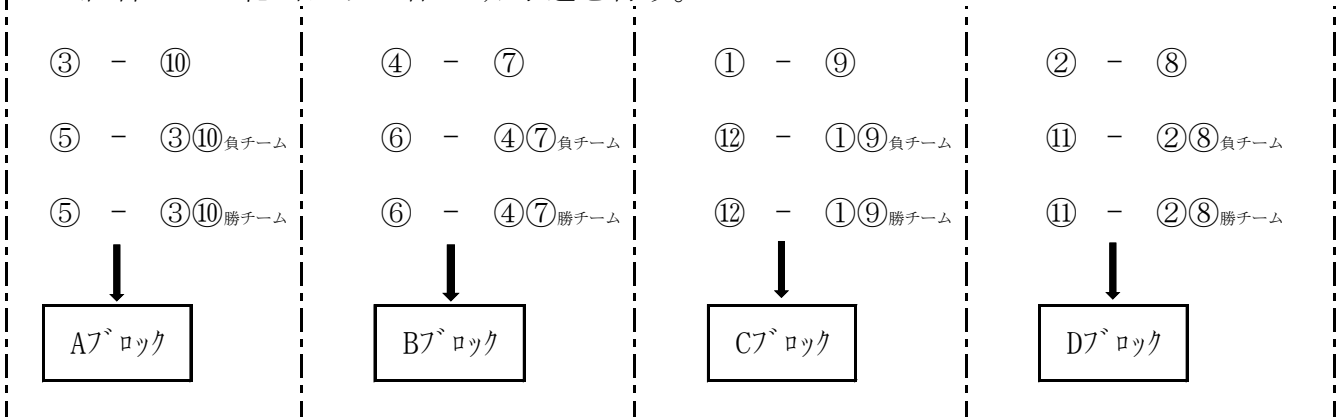 ③ － ⑩ ④ － ⑦ ① － ⑨ ② － ⑧
⑤ － ③⑩負チーム ⑥ － ④⑦負チーム ⑫ － ①⑨負チーム ⑪ － ②⑧負チーム
⑤ － ③⑩勝チーム ⑥ － ④⑦勝チーム ⑫ － ①⑨勝チーム ⑪ － ②⑧勝チーム
Aﾌﾞﾛｯｸ Bﾌﾞﾛｯｸ Cﾌﾞﾛｯｸ Dﾌﾞﾛｯｸ